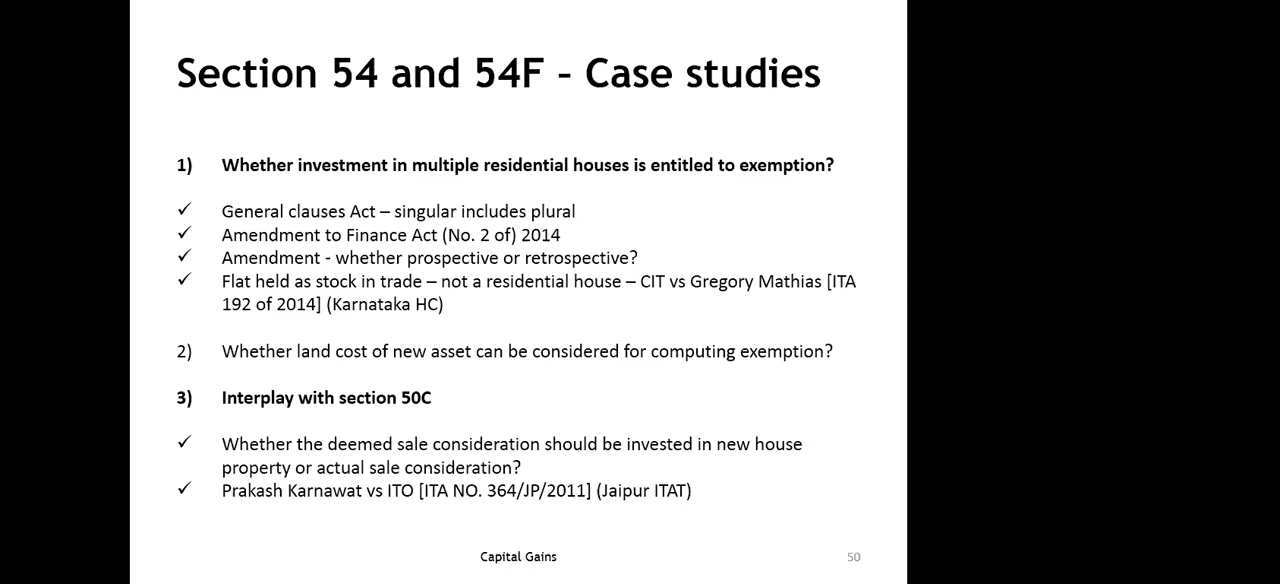 Section 54 and 54F - Case studies
1) Whether investment in multiple residential houses is entitled to exemption?
✓ General clauses Act – singular includes plural
✓ Amendment to Finance Act (No. 2 of) 2014
✓ Amendment - whether prospective or retrospective?
✓ Flat held as stock in trade – not a residential house – CIT vs Gregory Mathias [ITA
192 of 2014] (Karnataka HC)
2) Whether land cost of new asset can be considered for computing exemption?
3) Interplay with section 50C
✓ Whether the deemed sale consideration should be invested in new house
property or actual sale consideration?
✓ Prakash Karnawat vs ITO [ITA NO. 364/JP/2011] (Jaipur ITAT)
Capital Gains 50